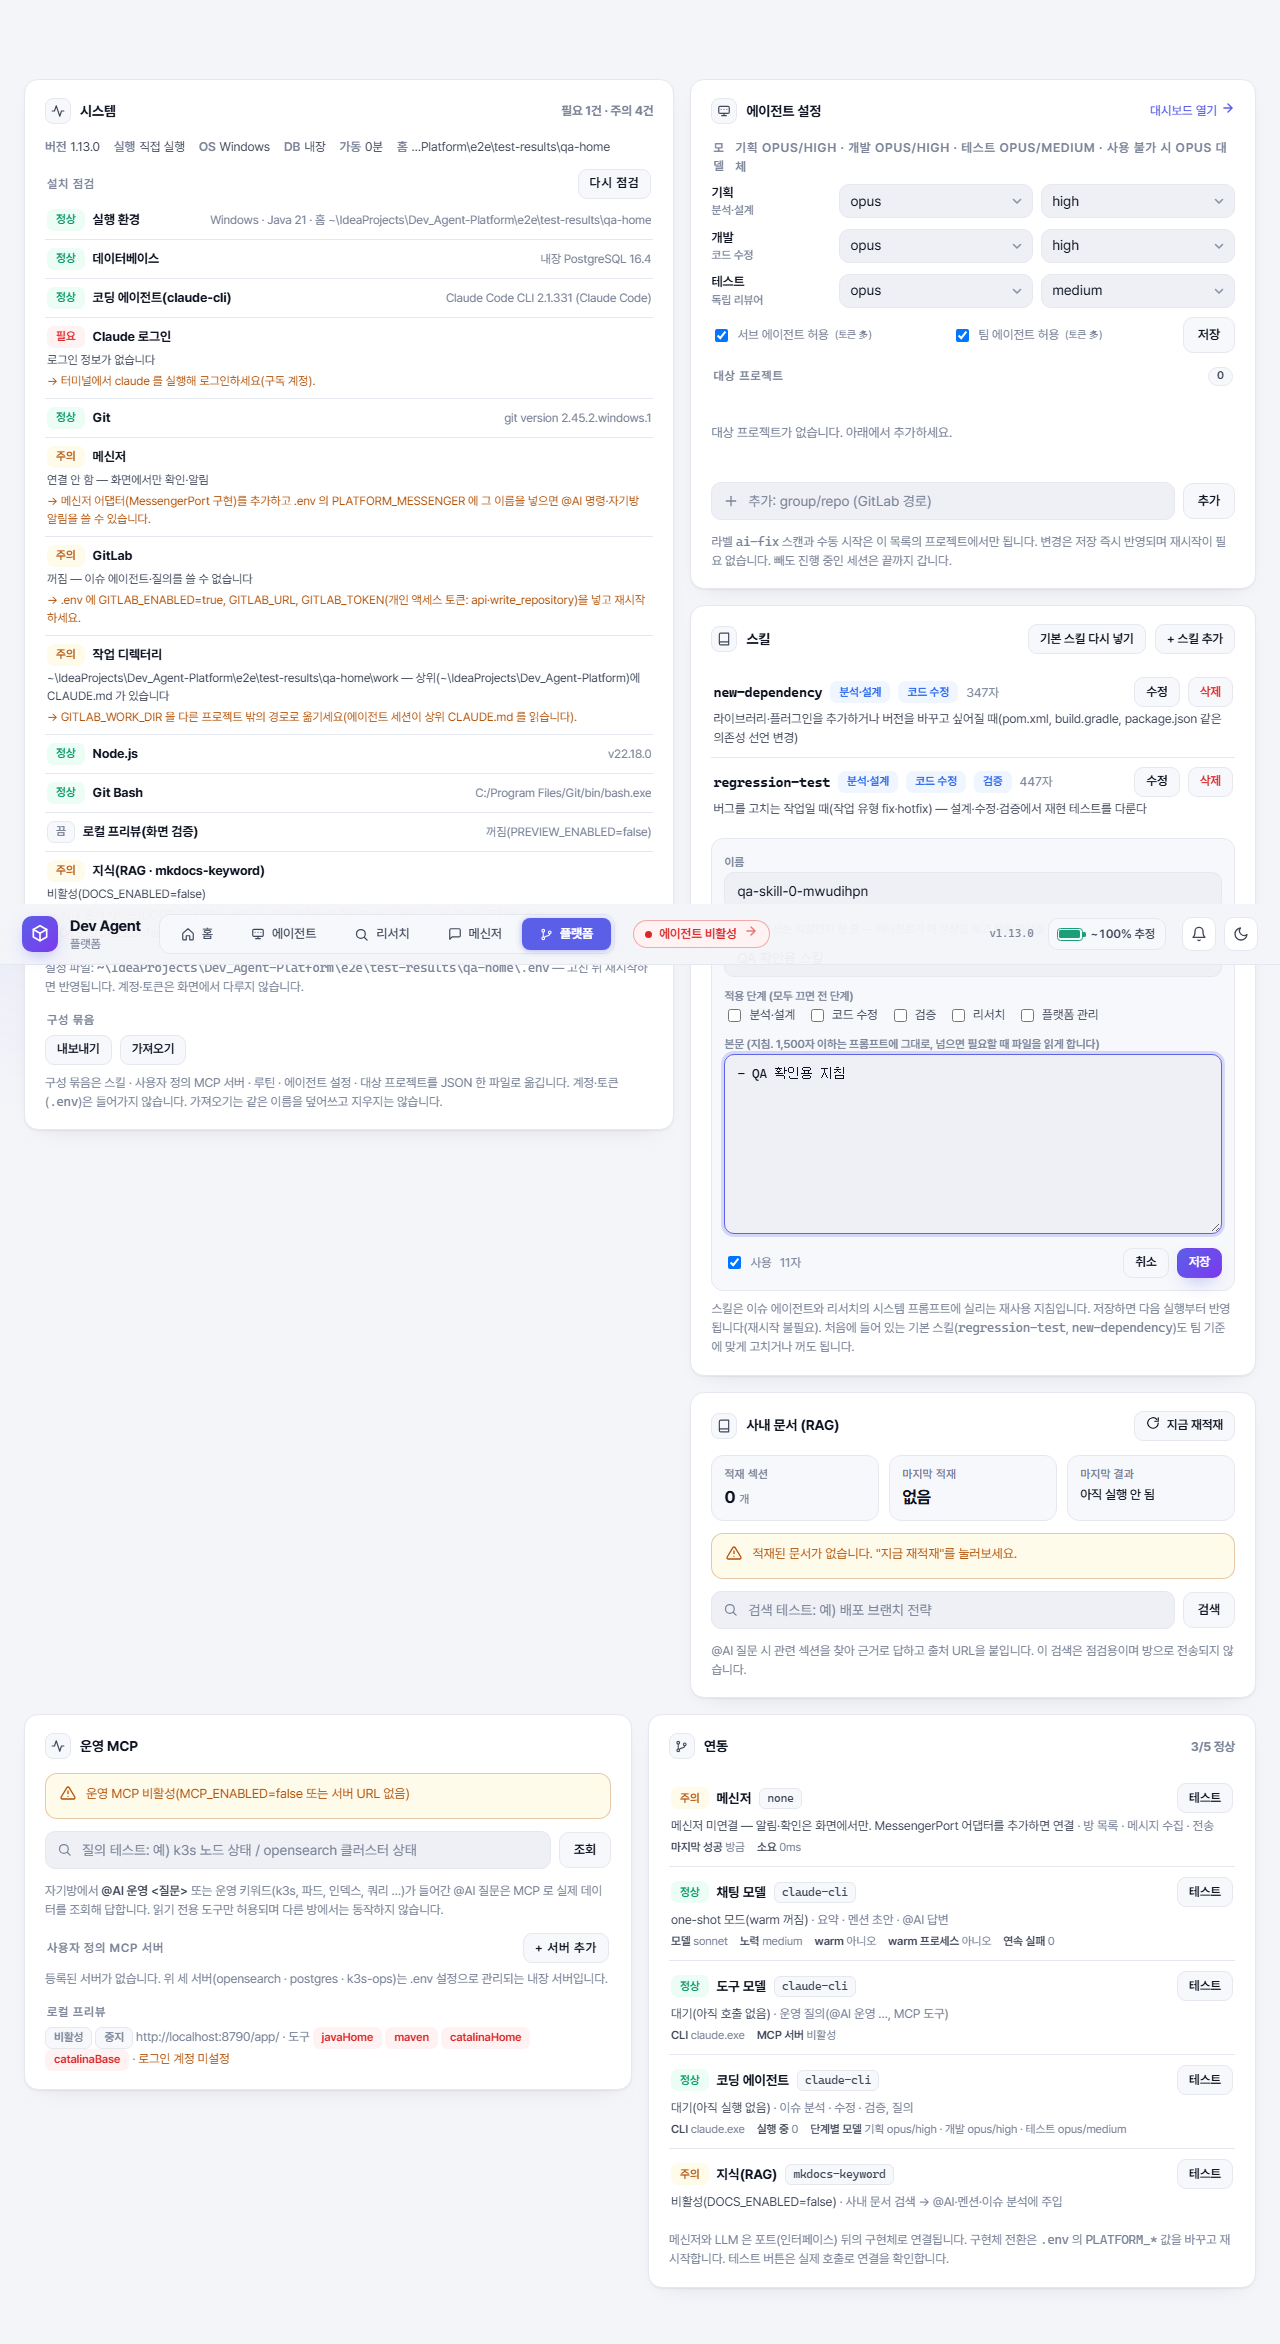 시스템
필요 1건 · 주의 4건
버전 1.13.0 실행 직접 실행 OS Windows DB 내장 가동 0분 홈 ...Platform\e2e\test-results\qa-home
설치 점검
다시 점검
정상 실행 환경 Windows · Java 21 · 홈 ~\IdeaProjects\Dev_Agent-Platform\e2e\test-results\qa-home
정상 데이터베이스 내장 PostgreSQL 16.4
정상 코딩 에이전트(claude-cli) Claude Code CLI 2.1.331 (Claude Code)
필요 Claude 로그인
로그인 정보가 없습니다
→ 터미널에서 claude 를 실행해 로그인하세요(구독 계정).
정상 Git git version 2.45.2.windows.1
주의 메신저
연결 안 함 — 화면에서만 확인·알림
→ 메신저 어댑터(MessengerPort 구현)를 추가하고 .env 의 PLATFORM_MESSENGER 에 그 이름을 넣으면 @AI 명령·자기방
알림을 쓸 수 있습니다.
주의 GitLab
꺼짐 — 이슈 에이전트·질의를 쓸 수 없습니다
→ .env 에 GITLAB_ENABLED=true, GITLAB_URL, GITLAB_TOKEN(개인 액세스 토큰: api·write_repository)을 넣고 재시작
하세요.
주의 작업 디렉터리
~\IdeaProjects\Dev_Agent-Platform\e2e\test-results\qa-home\work — 상위(~\IdeaProjects\Dev_Agent-Platform)에
CLAUDE.md 가 있습니다
→ GITLAB_WORK_DIR 을 다른 프로젝트 밖의 경로로 옮기세요(에이전트 세션이 상위 CLAUDE.md 를 읽습니다).
정상 Node.js v22.18.0
정상 Git Bash C:/Program Files/Git/bin/bash.exe
끔 로컬 프리뷰(화면 검증) 꺼짐(PREVIEW_ENABLED=false)
주의 지식(RAG · mkdocs-keyword)
비활성(DOCS_ENABLED=false)
설정 파일: ~\IdeaProjects\Dev_Agent-Platform\e2e\test-results\qa-home\.env — 고친 뒤 재시작하
면 반영됩니다. 계정·토큰은 화면에서 다루지 않습니다.
구성 묶음
내보내기 가져오기
구성 묶음은 스킬 · 사용자 정의 MCP 서버 · 루틴 · 에이전트 설정 · 대상 프로젝트를 JSON 한 파일로 옮깁니다. 계정·토큰
(.env)은 들어가지 않습니다. 가져오기는 같은 이름을 덮어쓰고 지우지는 않습니다.
에이전트 설정
대시보드 열기 →
모델 기획 OPUS/HIGH · 개발 OPUS/HIGH · 테스트 OPUS/MEDIUM · 사용 불가 시 OPUS 대체
기획
분석·설계
opus high
개발
코드 수정
opus high
테스트
독립 리뷰어
opus medium
서브 에이전트 허용 (토큰 多) 팀 에이전트 허용 (토큰 多) 저장
대상 프로젝트 0
대상 프로젝트가 없습니다. 아래에서 추가하세요.
추가: group/repo (GitLab 경로) 추가
라벨 ai-fix 스캔과 수동 시작은 이 목록의 프로젝트에서만 됩니다. 변경은 저장 즉시 반영되며 재시작이 필
요 없습니다. 빼도 진행 중인 세션은 끝까지 갑니다.
스킬
기본 스킬 다시 넣기 + 스킬 추가
new-dependency 분석·설계 코드 수정 347자 수정 삭제
라이브러리·플러그인을 추가하거나 버전을 바꾸고 싶어질 때(pom.xml, build.gradle, package.json 같은
의존성 선언 변경)
regression-test 분석·설계 코드 수정 검증 447자 수정 삭제
버그를 고치는 작업일 때(작업 유형 fix·hotfix) — 설계·수정·검증에서 재현 테스트를 다룬다
이름
qa-skill-0-mwudihpn
Dev Agent
플랫폼
홈 에이전트 리서치 메신저 플랫폼
에이전트 비활성 →
v1.13.0
~100% 추정
QA 확인용 스킬
적용 단계 (모두 끄면 전 단계)
분석·설계 코드 수정 검증 리서치 플랫폼 관리
본문 (지침. 1,500자 이하는 프롬프트에 그대로, 넘으면 필요할 때 파일을 읽게 합니다)
- QA 확인용 지침
사용 11자 취소 저장
스킬은 이슈 에이전트와 리서치의 시스템 프롬프트에 실리는 재사용 지침입니다. 저장하면 다음 실행부터 반영
됩니다(재시작 불필요). 처음에 들어 있는 기본 스킬(regression-test, new-dependency)도 팀 기준
에 맞게 고치거나 꺼도 됩니다.
사내 문서 (RAG)
지금 재적재
적재 섹션
0 개
마지막 적재
없음
마지막 결과
아직 실행 안 됨
적재된 문서가 없습니다. "지금 재적재"를 눌러보세요.
검색 테스트: 예) 배포 브랜치 전략 검색
@AI 질문 시 관련 섹션을 찾아 근거로 답하고 출처 URL을 붙입니다. 이 검색은 점검용이며 방으로 전송되지 않
습니다.
운영 MCP
운영 MCP 비활성(MCP_ENABLED=false 또는 서버 URL 없음)
질의 테스트: 예) k3s 노드 상태 / opensearch 클러스터 상태 조회
자기방에서 @AI 운영 <질문> 또는 운영 키워드(k3s, 파드, 인덱스, 쿼리 ...)가 들어간 @AI 질문은 MCP 로 실제 데이
터를 조회해 답합니다. 읽기 전용 도구만 허용되며 다른 방에서는 동작하지 않습니다.
사용자 정의 MCP 서버 + 서버 추가
등록된 서버가 없습니다. 위 세 서버(opensearch · postgres · k3s-ops)는 .env 설정으로 관리되는 내장 서버입니다.
로컬 프리뷰
비활성 중지 http://localhost:8790/app/ · 도구 javaHome maven catalinaHome
catalinaBase · 로그인 계정 미설정
연동
3/5 정상
주의 메신저 none 테스트
메신저 미연결 — 알림·확인은 화면에서만. MessengerPort 어댑터를 추가하면 연결 · 방 목록 · 메시지 수집 · 전송
마지막 성공 방금 소요 0ms
정상 채팅 모델 claude-cli 테스트
one-shot 모드(warm 꺼짐) · 요약 · 멘션 초안 · @AI 답변
모델 sonnet 노력 medium warm 아니오 warm 프로세스 아니오 연속 실패 0
정상 도구 모델 claude-cli 테스트
대기(아직 호출 없음) · 운영 질의(@AI 운영 ..., MCP 도구)
CLI claude.exe MCP 서버 비활성
정상 코딩 에이전트 claude-cli 테스트
대기(아직 실행 없음) · 이슈 분석 · 수정 · 검증, 질의
CLI claude.exe 실행 중 0 단계별 모델 기획 opus/high · 개발 opus/high · 테스트 opus/medium
주의 지식(RAG) mkdocs-keyword 테스트
비활성(DOCS_ENABLED=false) · 사내 문서 검색 → @AI·멘션·이슈 분석에 주입
메신저와 LLM 은 포트(인터페이스) 뒤의 구현체로 연결됩니다. 구현체 전환은 .env 의 PLATFORM_* 값을 바꾸고 재
시작합니다. 테스트 버튼은 실제 호출로 연결을 확인합니다.